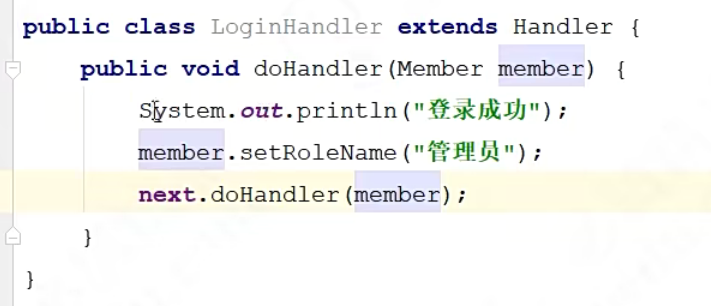 public class LoginHandler extends Handler {
public void doHandler(Member member) {
System.out.println("登录成功");
member.setRoleName("管理员");
next.doHandler(member);
}
}